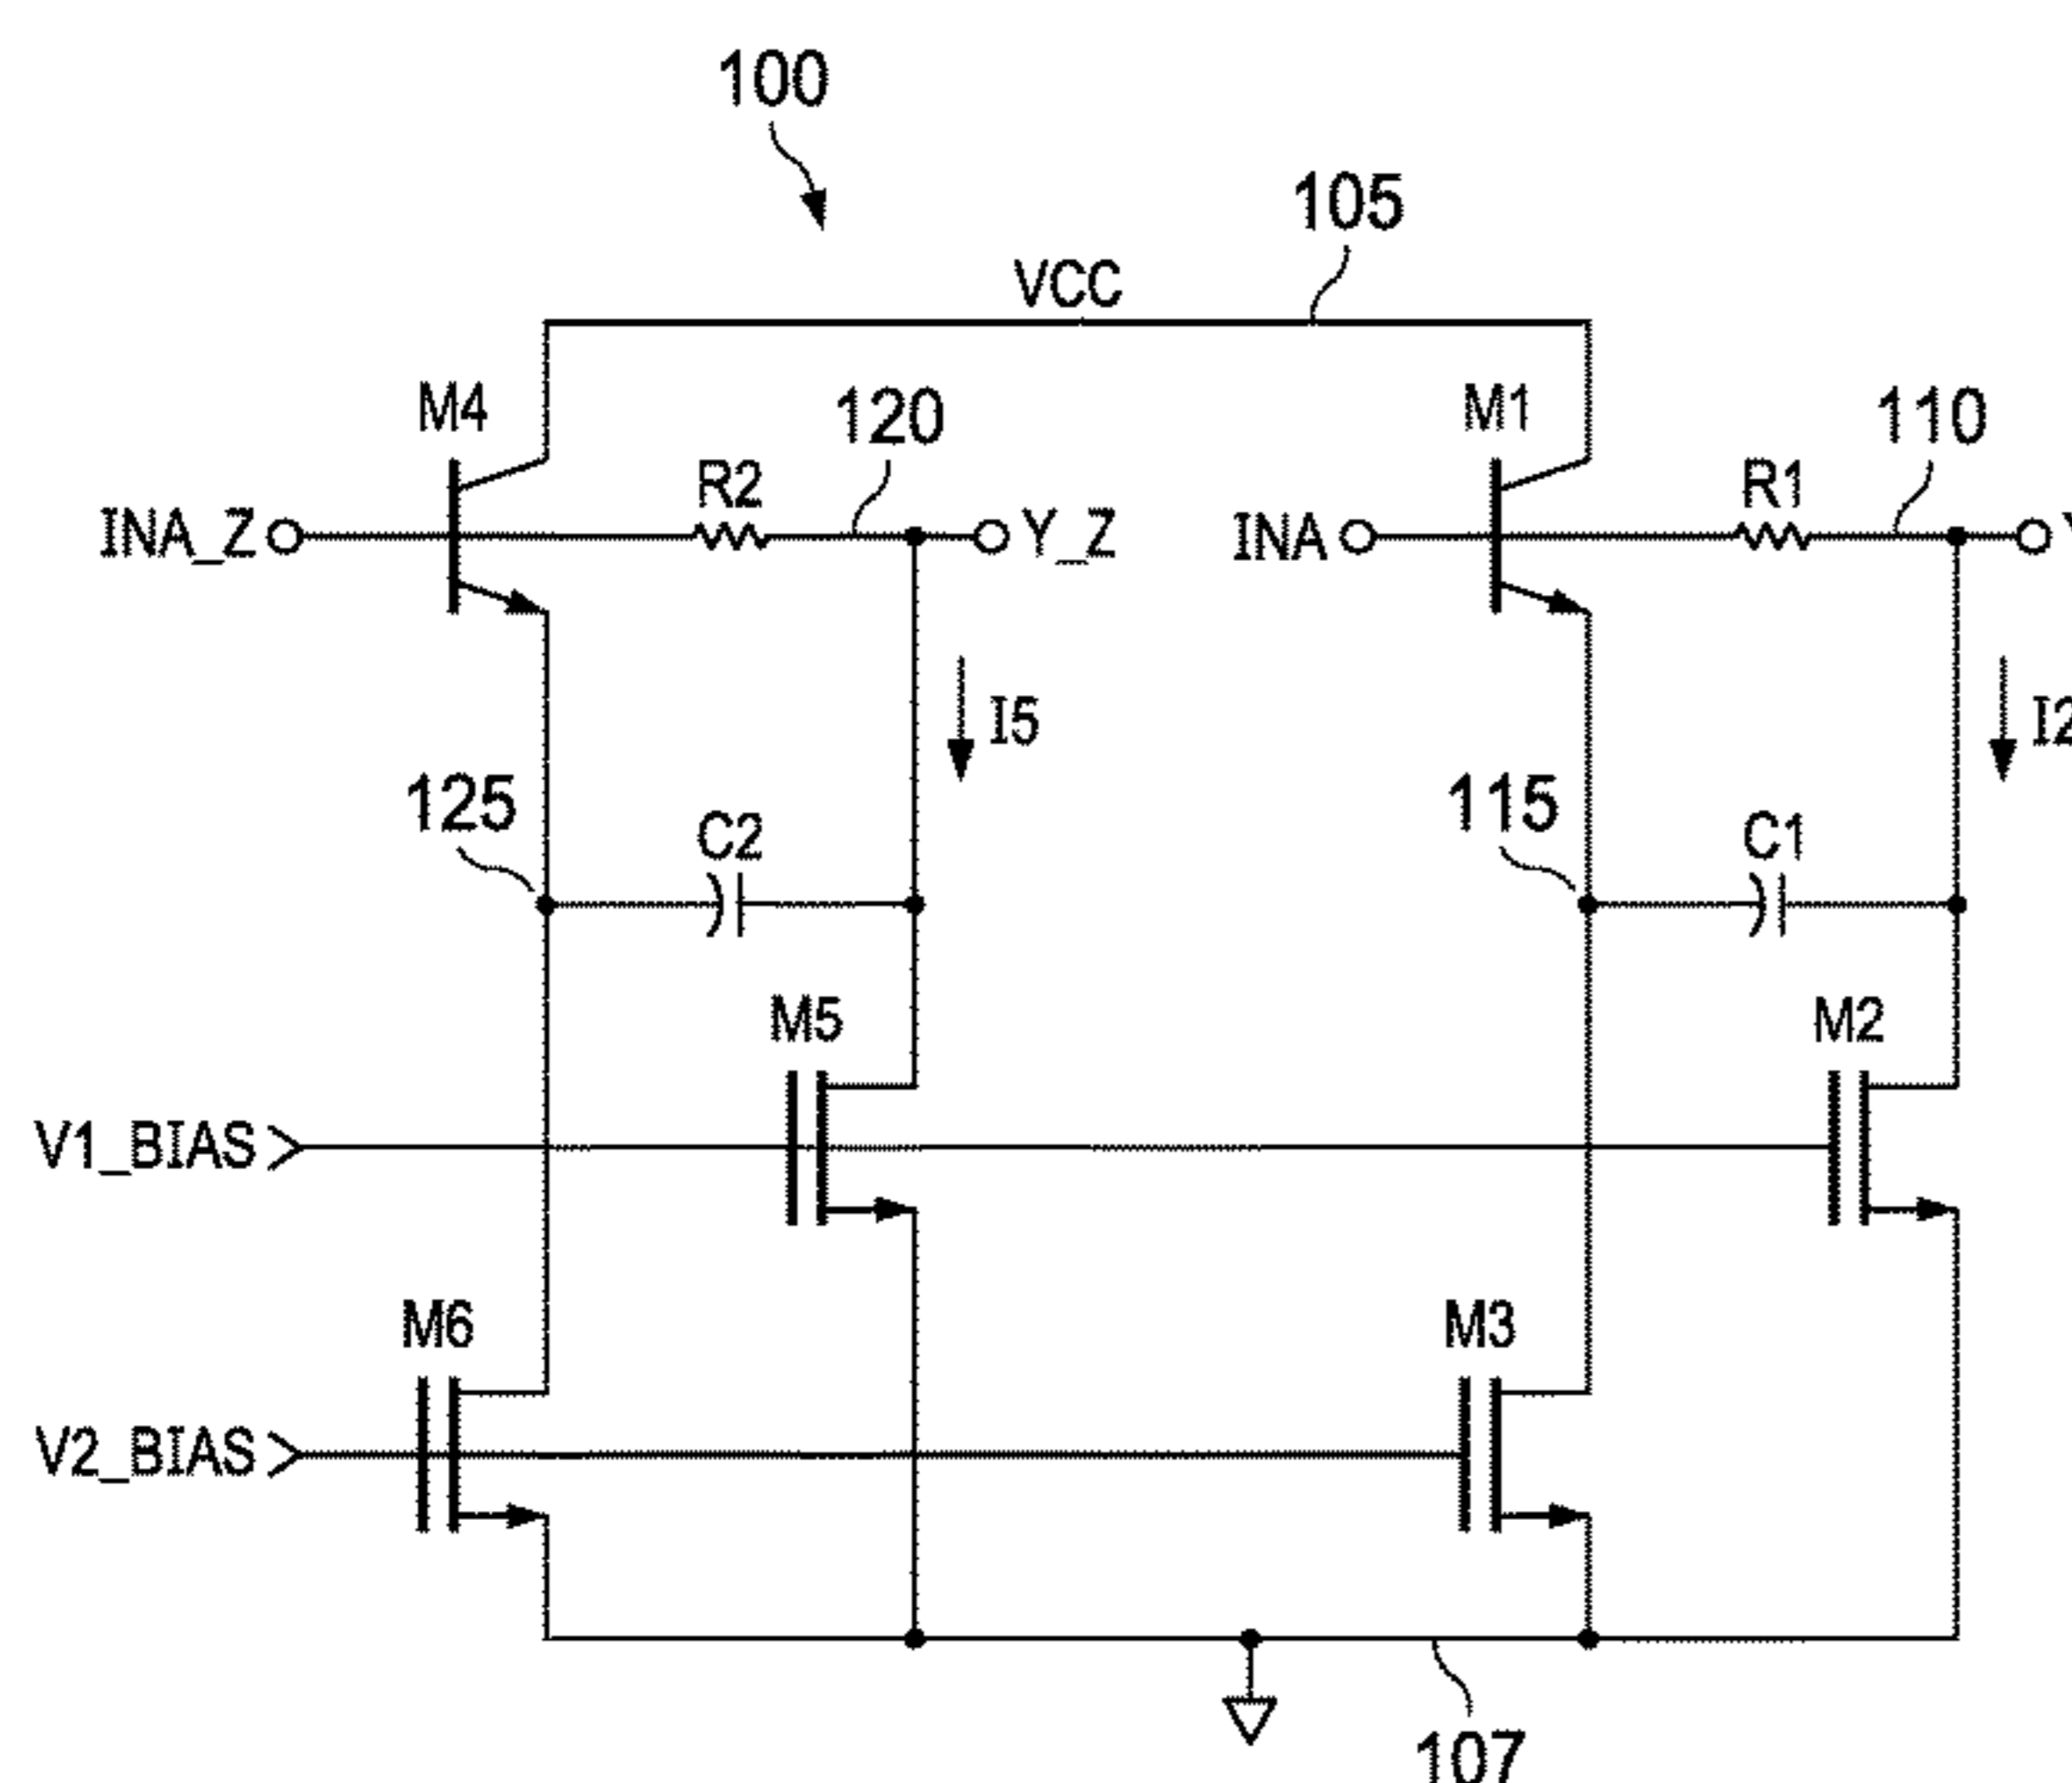 100
105
VCC
M4
120
M1
110
R2
R1
INA_Z
Y_Z
INA
I5
125
C2
115
C1
M5
M2
V1_BIAS
M6
M3
V2_BIAS
107